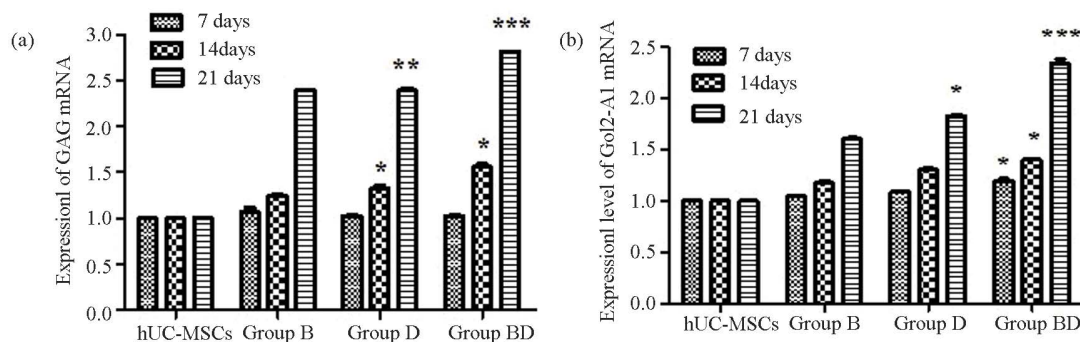 (a)
Expressionl of GAG mRNA
7 days
14days
21 days
3.0
2.5
2.0
1.5
1.0
0.5
0.0
*
**
*
***
hUC-MSCs Group B Group D Group BD
(b)
Expressionl level of Gol2-A1 mRNA
7 days
14days
21 days
2.5
2.0
1.5
1.0
0.5
0.0
*
*
*
***
hUC-MSCs Group B Group D Group BD